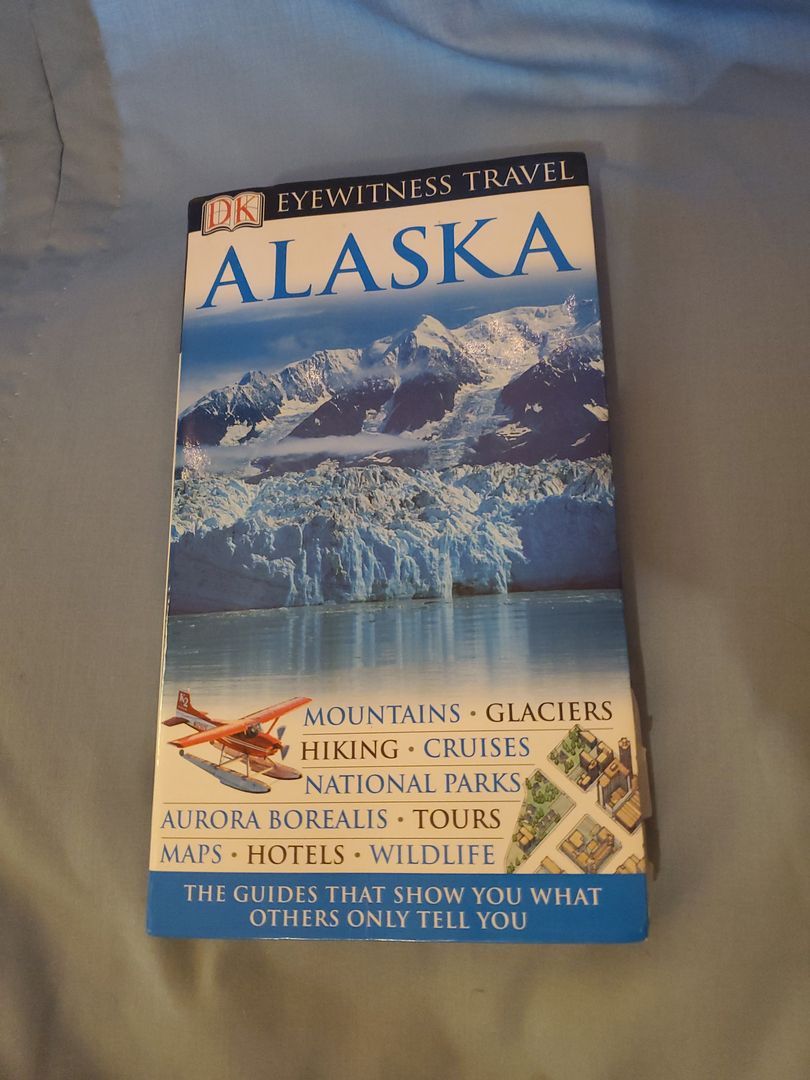 DK EYEWITNESS TRAVEL
ALASKA
K2
MOUNTAINS • GLACIERS
HIKING • CRUISES
NATIONAL PARKS
AURORA BOREALIS • TOURS
MAPS • HOTELS • WILDLIFE
THE GUIDES THAT SHOW YOU WHAT
OTHERS ONLY TELL YOU